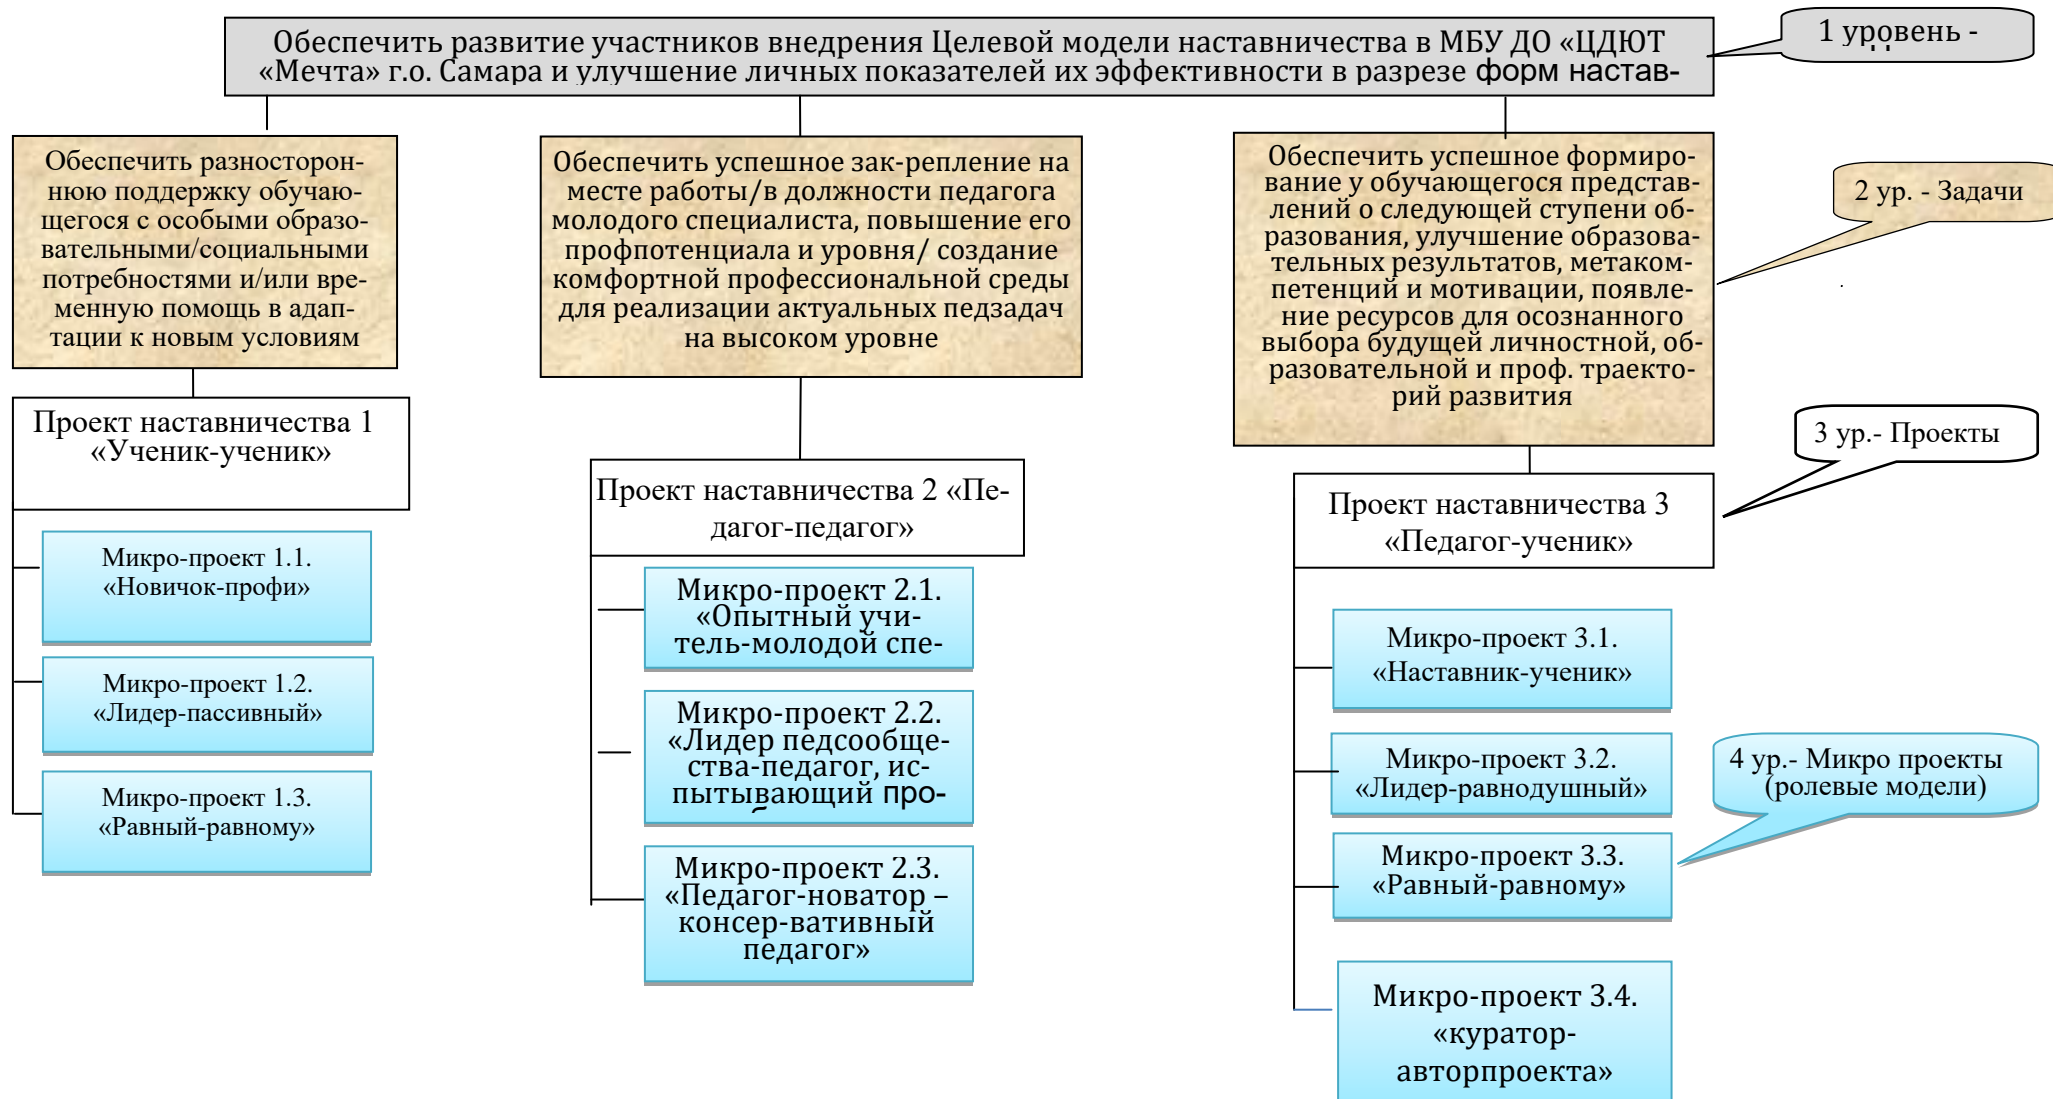 Обеспечить развитие участников внедрения Целевой модели наставничества в МБУ ДО «ЦДЮТ
«Мечта» г.о. Самара и улучшение личных показателей их эффективности в разрезе форм настав-
1 уровень -
Обеспечить разносторон-
нюю поддержку обучаю-
щегося с особыми образо-
вательными/социальными
потребностями и/или вре-
менную помощь в адап-
тации к новым условиям
Обеспечить успешное зак-репление на
месте работы/в должности педагога
молодого специалиста, повышение его
профпотенциала и уровня/ создание
комфортной профессиональной среды
для реализации актуальных педзадач
на высоком уровне
Обеспечить успешное формиро-
вание у обучающегося представ-
лений о следующей ступени об-
разования, улучшение образова-
тельных результатов, метаком-
петенций и мотивации, появле-
ние ресурсов для осознанного
выбора будущей личностной, об-
разовательной и проф. траекто-
рий развития
2 ур. - Задачи
Проект наставничества 1
«Ученик-ученик»
Проект наставничества 2 «Пе-
дагог-педагог»
Проект наставничества 3
«Педагог-ученик»
3 ур.- Проекты
Микро-проект 1.1.
«Новичок-профи»
Микро-проект 1.2.
«Лидер-пассивный»
Микро-проект 1.3.
«Равный-равному»
Микро-проект 2.1.
«Опытный учи-
тель-молодой спе-
Микро-проект 2.2.
«Лидер педсообще-
ства-педагог, ис-
пытывающий про-
Микро-проект 2.3.
«Педагог-новатор –
консер-вативный
педагог»
Микро-проект 3.1.
«Наставник-ученик»
Микро-проект 3.2.
«Лидер-равнодушный»
Микро-проект 3.3.
«Равный-равному»
Микро-проект 3.4.
«куратор-
авторпроекта»
4 ур.- Микро проекты
(ролевые модели)